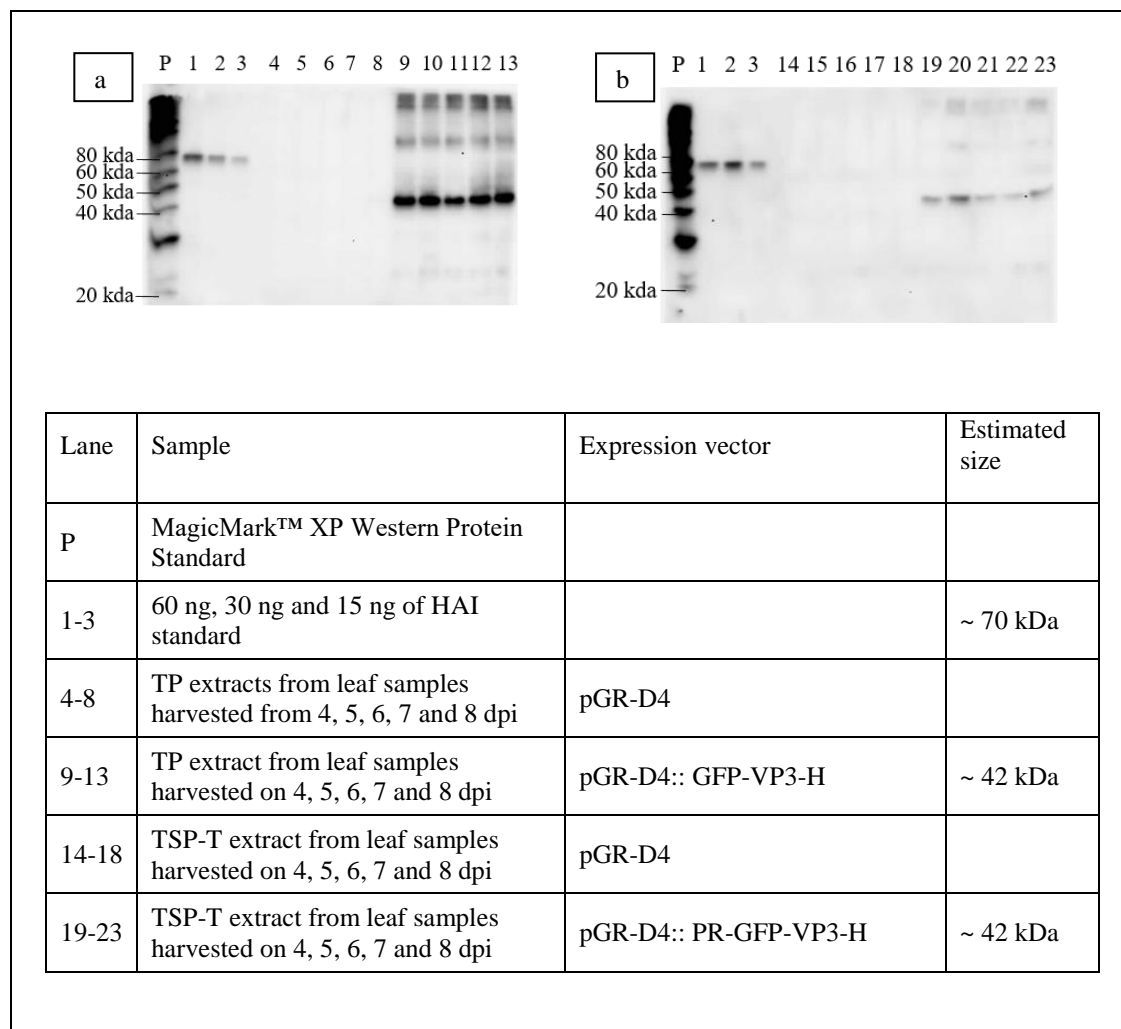 a
P 1 2 3 4 5 6 7 8 9 10 11 12 13
80 kda
60 kda
50 kda
40 kda
20 kda
b
P 1 2 3 14 15 16 17 18 19 20 21 22 23
80 kda
60 kda
50 kda
40 kda
20 kda
Lane Sample Expression vector Estimated
size
P MagicMark™ XP Western Protein
Standard
1-3 60 ng, 30 ng and 15 ng of HAI
standard ~ 70 kDa
4-8 TP extracts from leaf samples
harvested from 4, 5, 6, 7 and 8 dpi pGR-D4
9-13 TP extract from leaf samples
harvested on 4, 5, 6, 7 and 8 dpi pGR-D4:: GFP-VP3-H ~ 42 kDa
14-18 TSP-T extract from leaf samples
harvested on 4, 5, 6, 7 and 8 dpi pGR-D4
19-23 TSP-T extract from leaf samples
harvested on 4, 5, 6, 7 and 8 dpi pGR-D4:: PR-GFP-VP3-H ~ 42 kDa